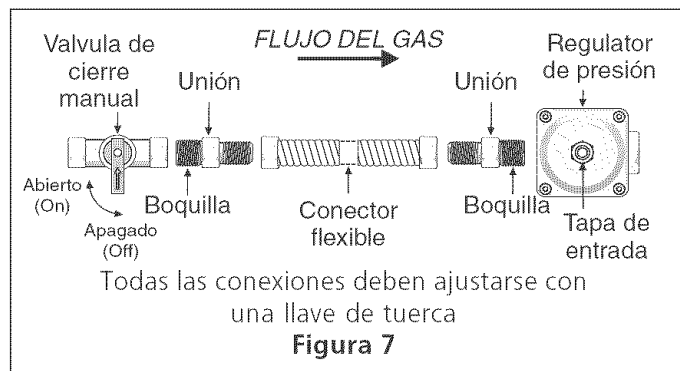 Valvula de
cierre
manual
FLUJO DEL GAS
Regulator
de presión
Unión
Unión
Abierto
(On)
Apagado
(Off)
Boquilla
Conector
flexible
Boquilla
Tapa de
entrada
Todas las conexiones deben ajustarse con
una llave de tuerca
Figura 7